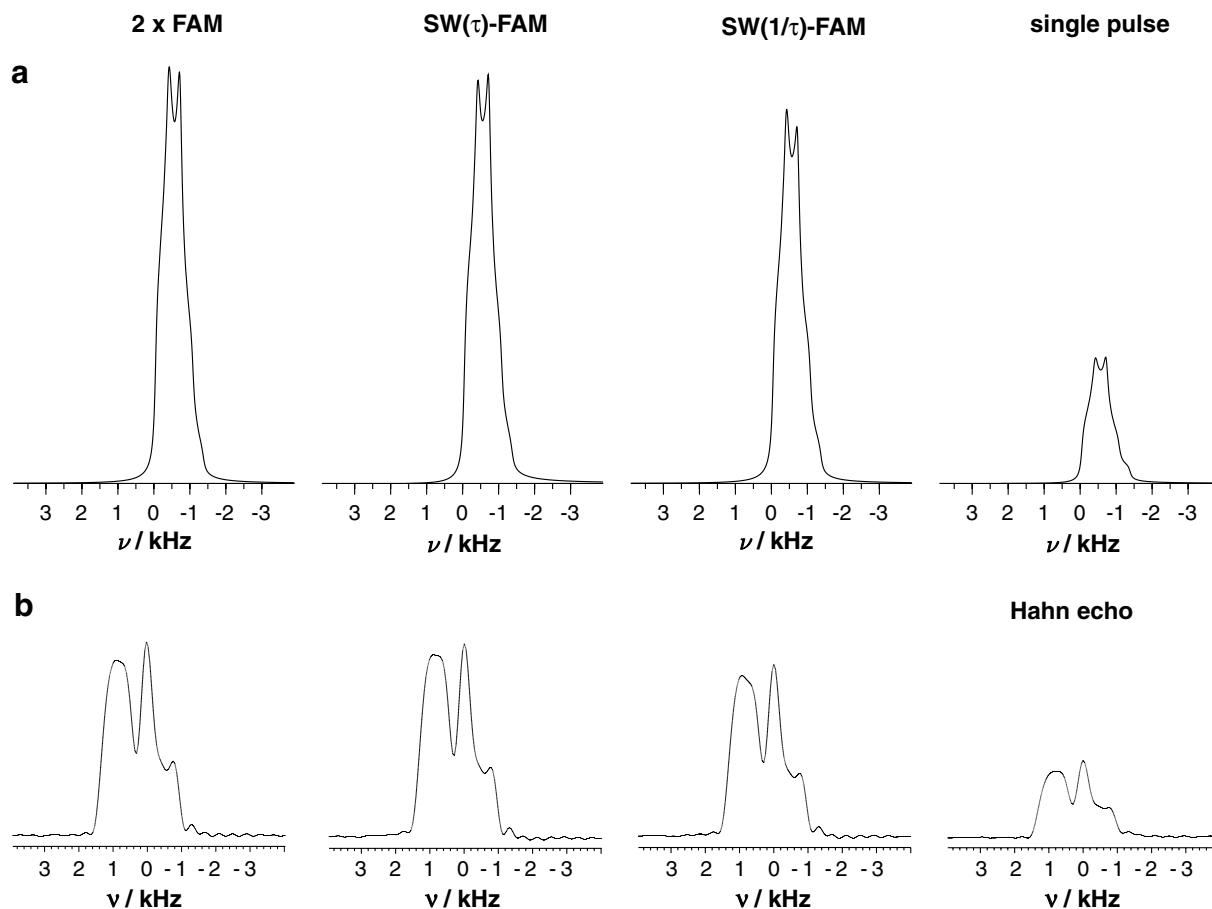 2 x FAM SW(τ)-FAM SW(1/τ)-FAM single pulse
a
3 2 1 0 -1 -2 -3 3 2 1 0 -1 -2 -3 3 2 1 0 -1 -2 -3 3 2 1 0 -1 -2 -3
ν / kHz ν / kHz ν / kHz ν / kHz
b
Hahn echo
3 2 1 0 -1 -2 -3 3 2 1 0 -1 -2 -3 3 2 1 0 -1 -2 -3 3 2 1 0 -1 -2 -3
ν / kHz ν / kHz ν / kHz ν / kHz